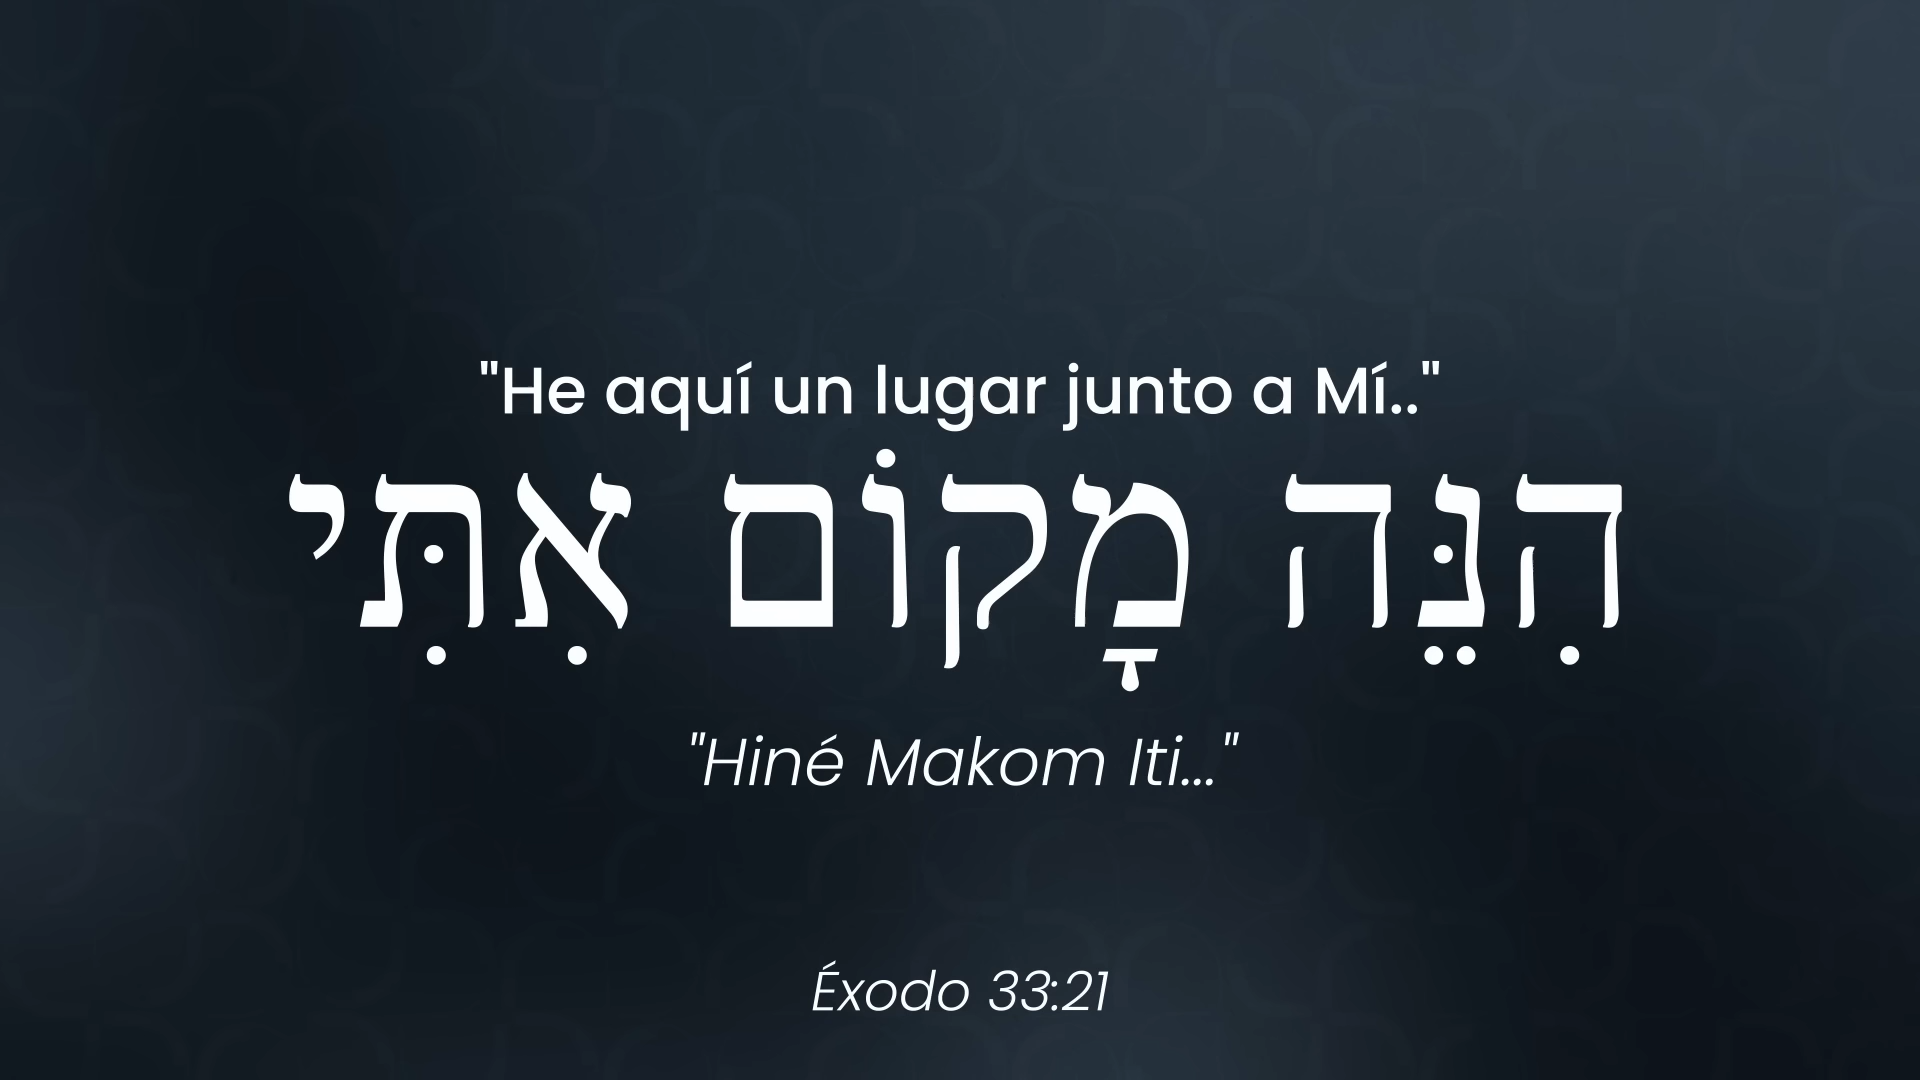 "He aquí un lugar junto a Mí.."
הִנֵּה מָקוֹם אִתִּי
"Hiné Makom Iti..."
Éxodo 33:21